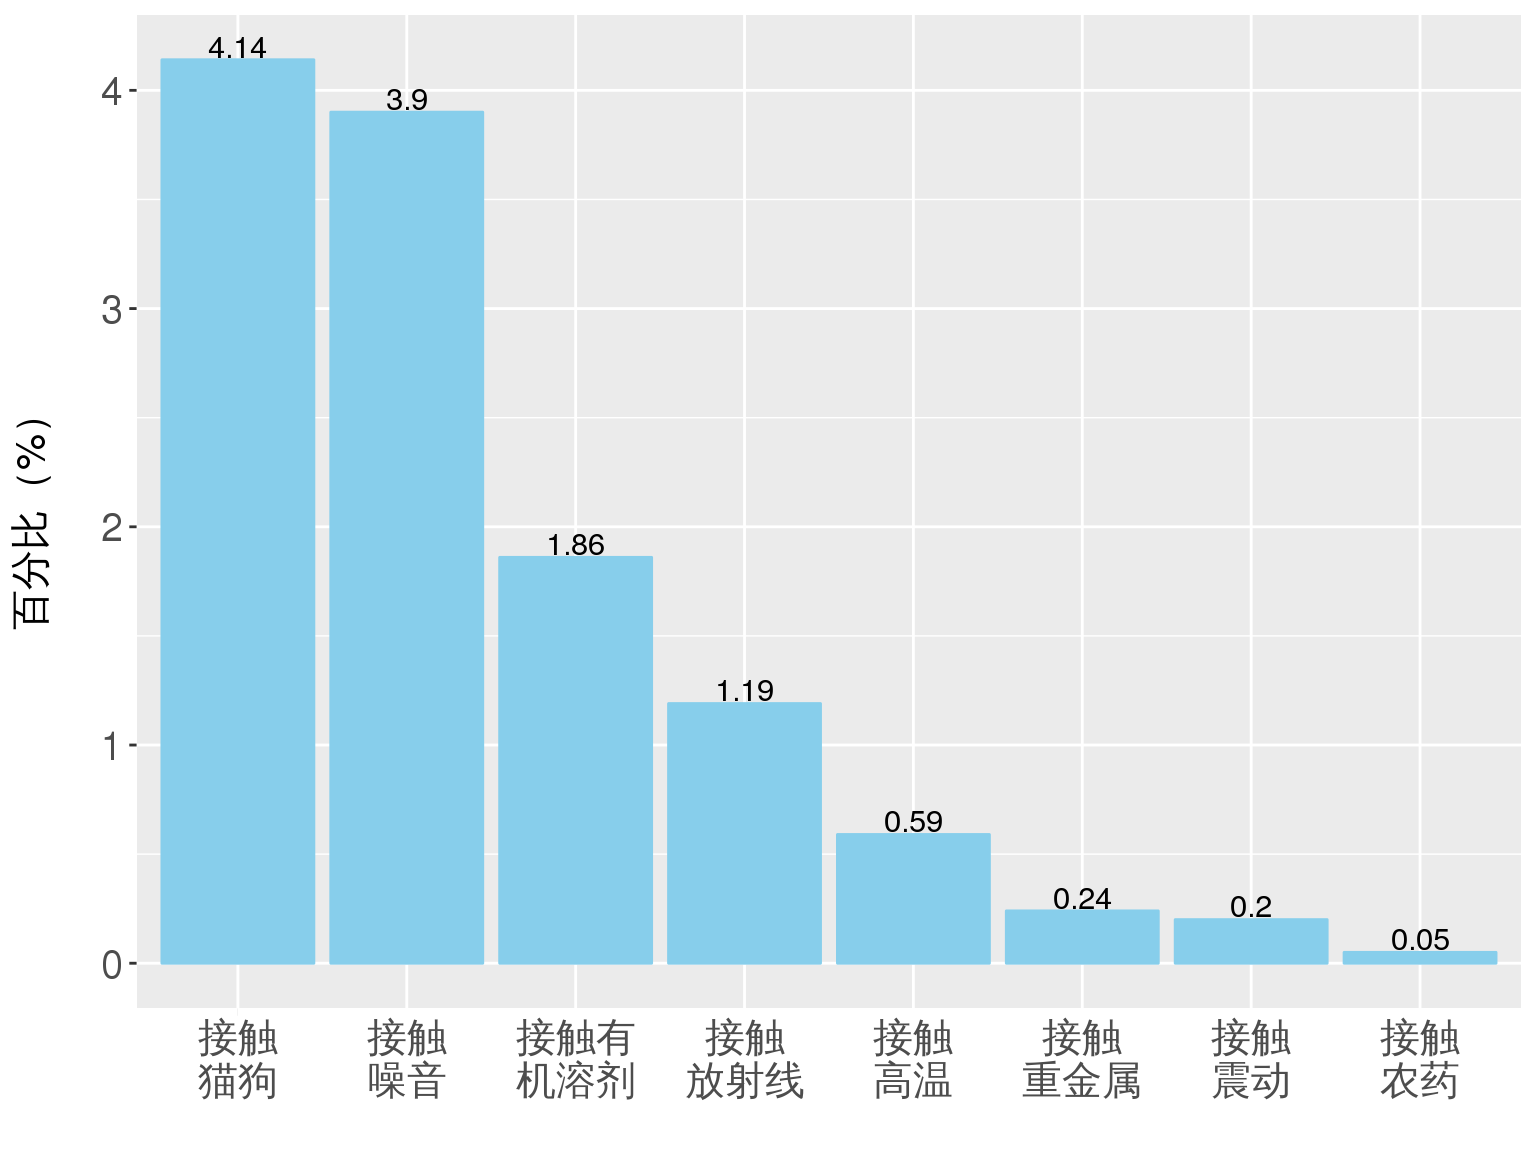 4.14
3.9
1.86
1.19
0.59
0.24
0.2
0.05
4
3
2
1
0
百分比（%）
接触
猫狗
接触
噪音
接触有
机溶剂
接触
放射线
接触
高温
接触
重金属
接触
震动
接触
农药